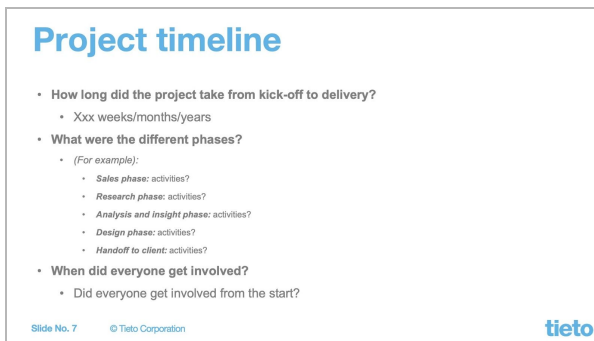 Project timeline
• How long did the project take from kick-off to delivery?
• Xxx weeks/months/years
• What were the different phases?
• (For example):
• Sales phase: activities?
• Research phase: activities?
• Analysis and insight phase: activities?
• Design phase: activities?
• Handoff to client: activities?
• When did everyone get involved?
• Did everyone get involved from the start?
Slide No. 7 © Tieto Corporation
tieto